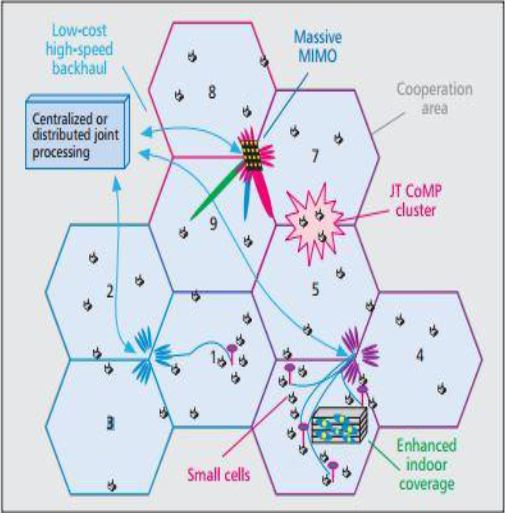 Low-cost
high-speed
backhaul
Massive
MIMO
Cooperation
area
Centralized or
distributed joint
processing
8
7
JT CoMP
cluster
9
2
5
1
4
3
Small cells
Enhanced
indoor
coverage